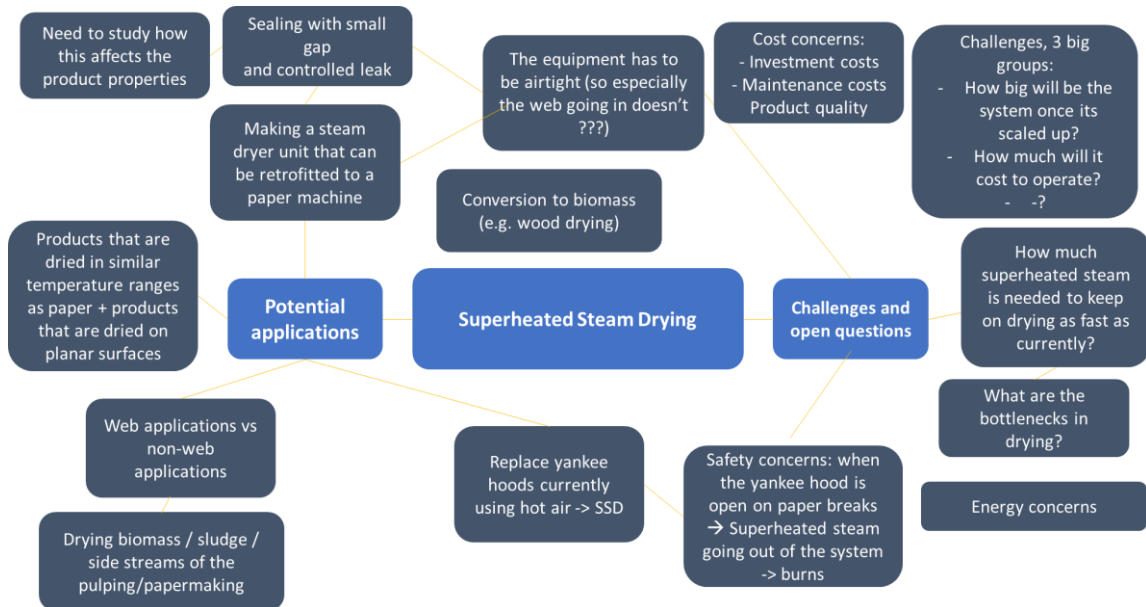 Need to study how
this affects the
product properties
Sealing with small
gap
and controlled leak
The equipment has to
be airtight (so especially
the web going in doesn't
???)
Cost concerns:
- Investment costs
- Maintenance costs
Product quality
Challenges, 3 big
groups:
- How big will be the
system once its
scaled up?
- How much will it
cost to operate?
- -?
Making a steam
dryer unit that can
be retrofitted to a
paper machine
Conversion to biomass
(e.g. wood drying)
Products that are
dried in similar
temperature ranges
as paper + products
that are dried on
planar surfaces
Potential
applications
Superheated Steam Drying
Challenges and
open questions
How much
superheated steam
is needed to keep
on drying as fast as
currently?
What are the
bottlenecks in
drying?
Web applications vs
non-web
applications
Replace yankee
hoods currently
using hot air -> SSD
Safety concerns: when
the yankee hood is
open on paper breaks
→ Superheated steam
going out of the system
-> burns
Energy concerns
Drying biomass / sludge /
side streams of the
pulping/papermaking